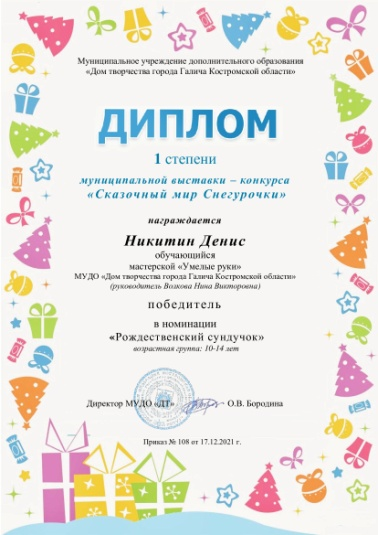 Муниципальное учреждение дополнительного образования
«Дом творчества города Галича Костромской области»
ДИПЛОМ
1 степени
муниципальной выставки – конкурса
«Сказочный мир Снегурочки»
награждается
Никитин Денис
обучающийся
мастерской «Умелые руки»
МУДО «Дом творчества города Галича Костромской области»
(руководитель Волкова Нина Викторовна)
победитель
в номинации
«Рождественский сундучок»
возрастная группа: 10-14 лет
Директор МУДО «ДТ» О.В. Бородина
Приказ № 108 от 17.12.2021 г.